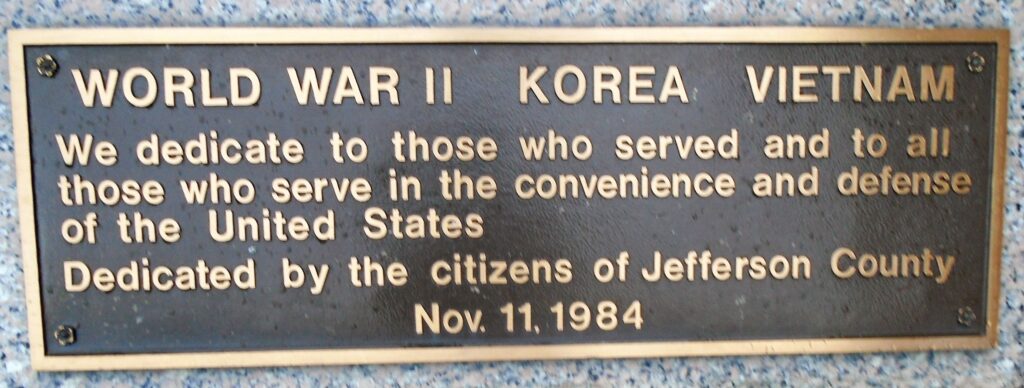 WORLD WAR II KOREA VIETNAM
We dedicate to those who served and to all
those who serve in the convenience and defense
of the United States
Dedicated by the citizens of Jefferson County
Nov. 11, 1984